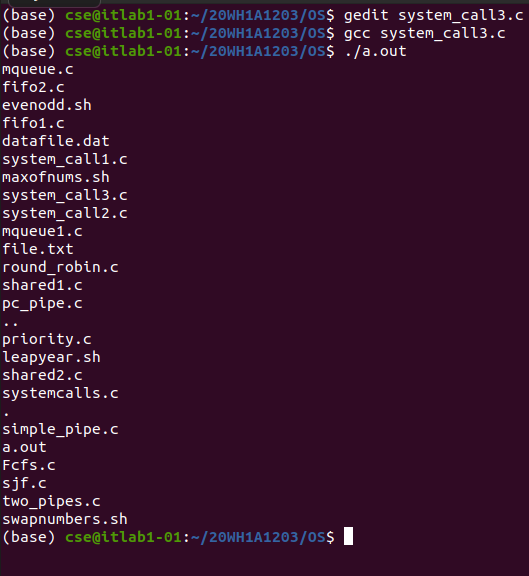 (base) cse@itlab1-01:~/20WH1A1203/OS$ gedit system_call3.c
(base) cse@itlab1-01:~/20WH1A1203/OS$ gcc system_call3.c
(base) cse@itlab1-01:~/20WH1A1203/OS$ ./a.out
mqueue.c
fifo2.c
evenodd.sh
fifo1.c
datafile.dat
system_call1.c
maxofnums.sh
system_call3.c
system_call2.c
mqueue1.c
file.txt
round_robin.c
shared1.c
pc_pipe.c
..
priority.c
leapyear.sh
shared2.c
systemcalls.c
.
simple_pipe.c
a.out
Fcfs.c
sjf.c
two_pipes.c
swapnumbers.sh
(base) cse@itlab1-01:~/20WH1A1203/OS$